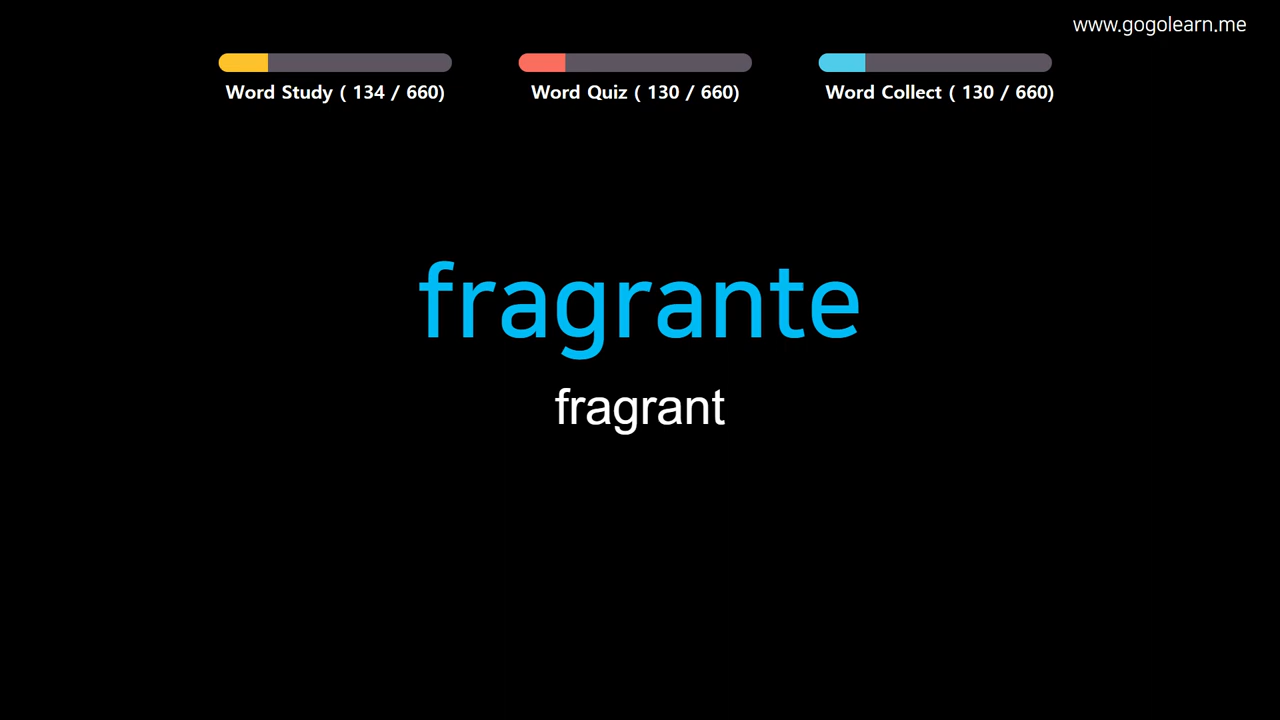 www.gogolearn.me
Word Study ( 134 / 660)
Word Quiz ( 130 / 660)
Word Collect ( 130 / 660)
fragrante
fragrant